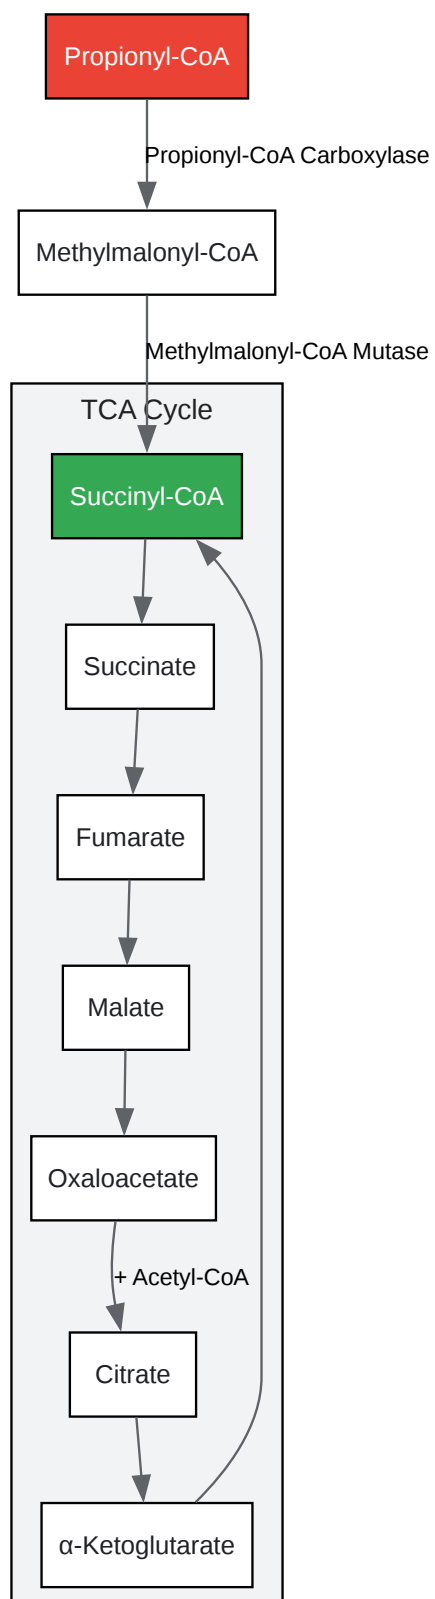 Propionyl-CoA
Propionyl-CoA Carboxylase
Methylmalonyl-CoA
Methylmalonyl-CoA Mutase
TCA Cycle
Succinyl-CoA
Succinate
Fumarate
Malate
Oxaloacetate
+ Acetyl-CoA
Citrate
α-Ketoglutarate